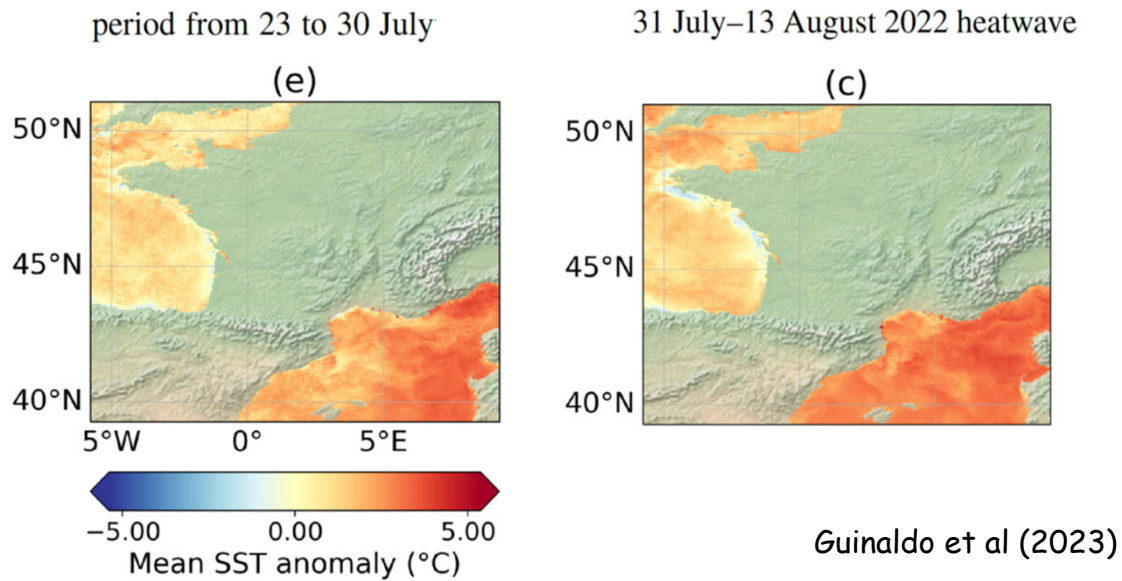 period from 23 to 30 July
31 July–13 August 2022 heatwave
(e)
(c)
50°N
45°N
40°N
5°W 0° 5°E
50°N
45°N
40°N
−5.00 0.00 5.00
Mean SST anomaly (°C)
Guinaldo et al (2023)